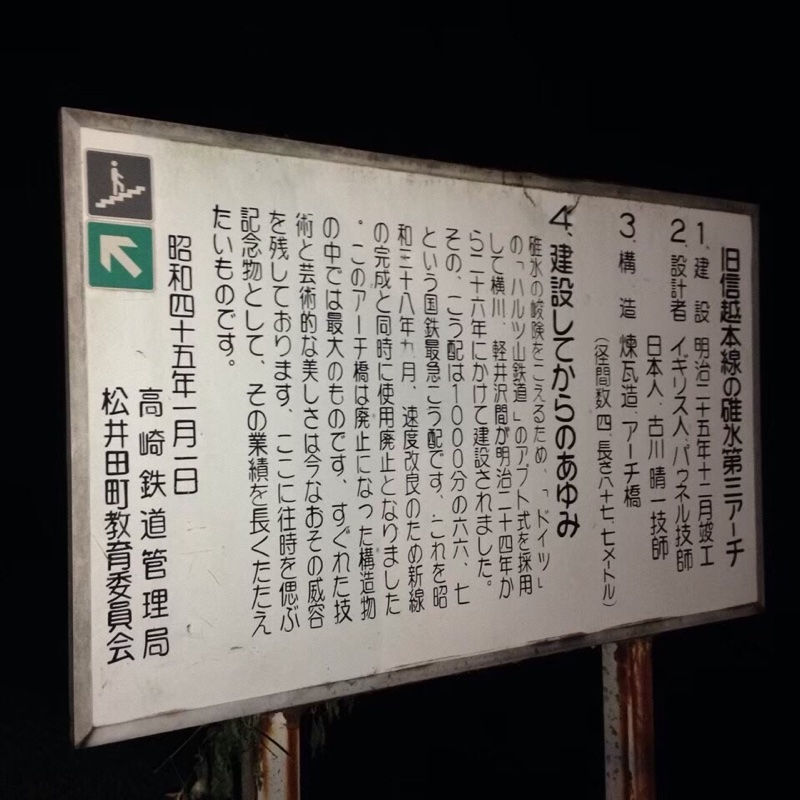 旧信越本線の碓氷第三アーチ
1.建設 明治二十五年十二月竣工
2.設計者 イギリス人、パウネル技師
日本人、古川晴一技師
3.構造 煉瓦造、アーチ橋
(径間数 四、長さ八十七、七メートル)
4.建設してからのあゆみ
碓氷の峻険をこえるため、「ドイツ」
の「ハルツ山鉄道」のアプト式を採用
して横川、軽井沢間が明治二十四年か
ら二十六年にかけて建設されました。
その、こう配は1000分の六六、七
という国鉄最急こう配です、これを昭
和三十八年九月、速度改良のため新線
の完成と同時に使用廃止となりました
。このアーチ橋は廃止になった構造物
の中では最大のものです、すぐれた技
術と芸術的な美しさは今なおその威容
を残しております、ここに往時を偲ぶ
記念物として、その業績を長くたたえ
たいものです。
昭和四十五年一月一日
高崎鉄道管理局
松井田町教育委員会